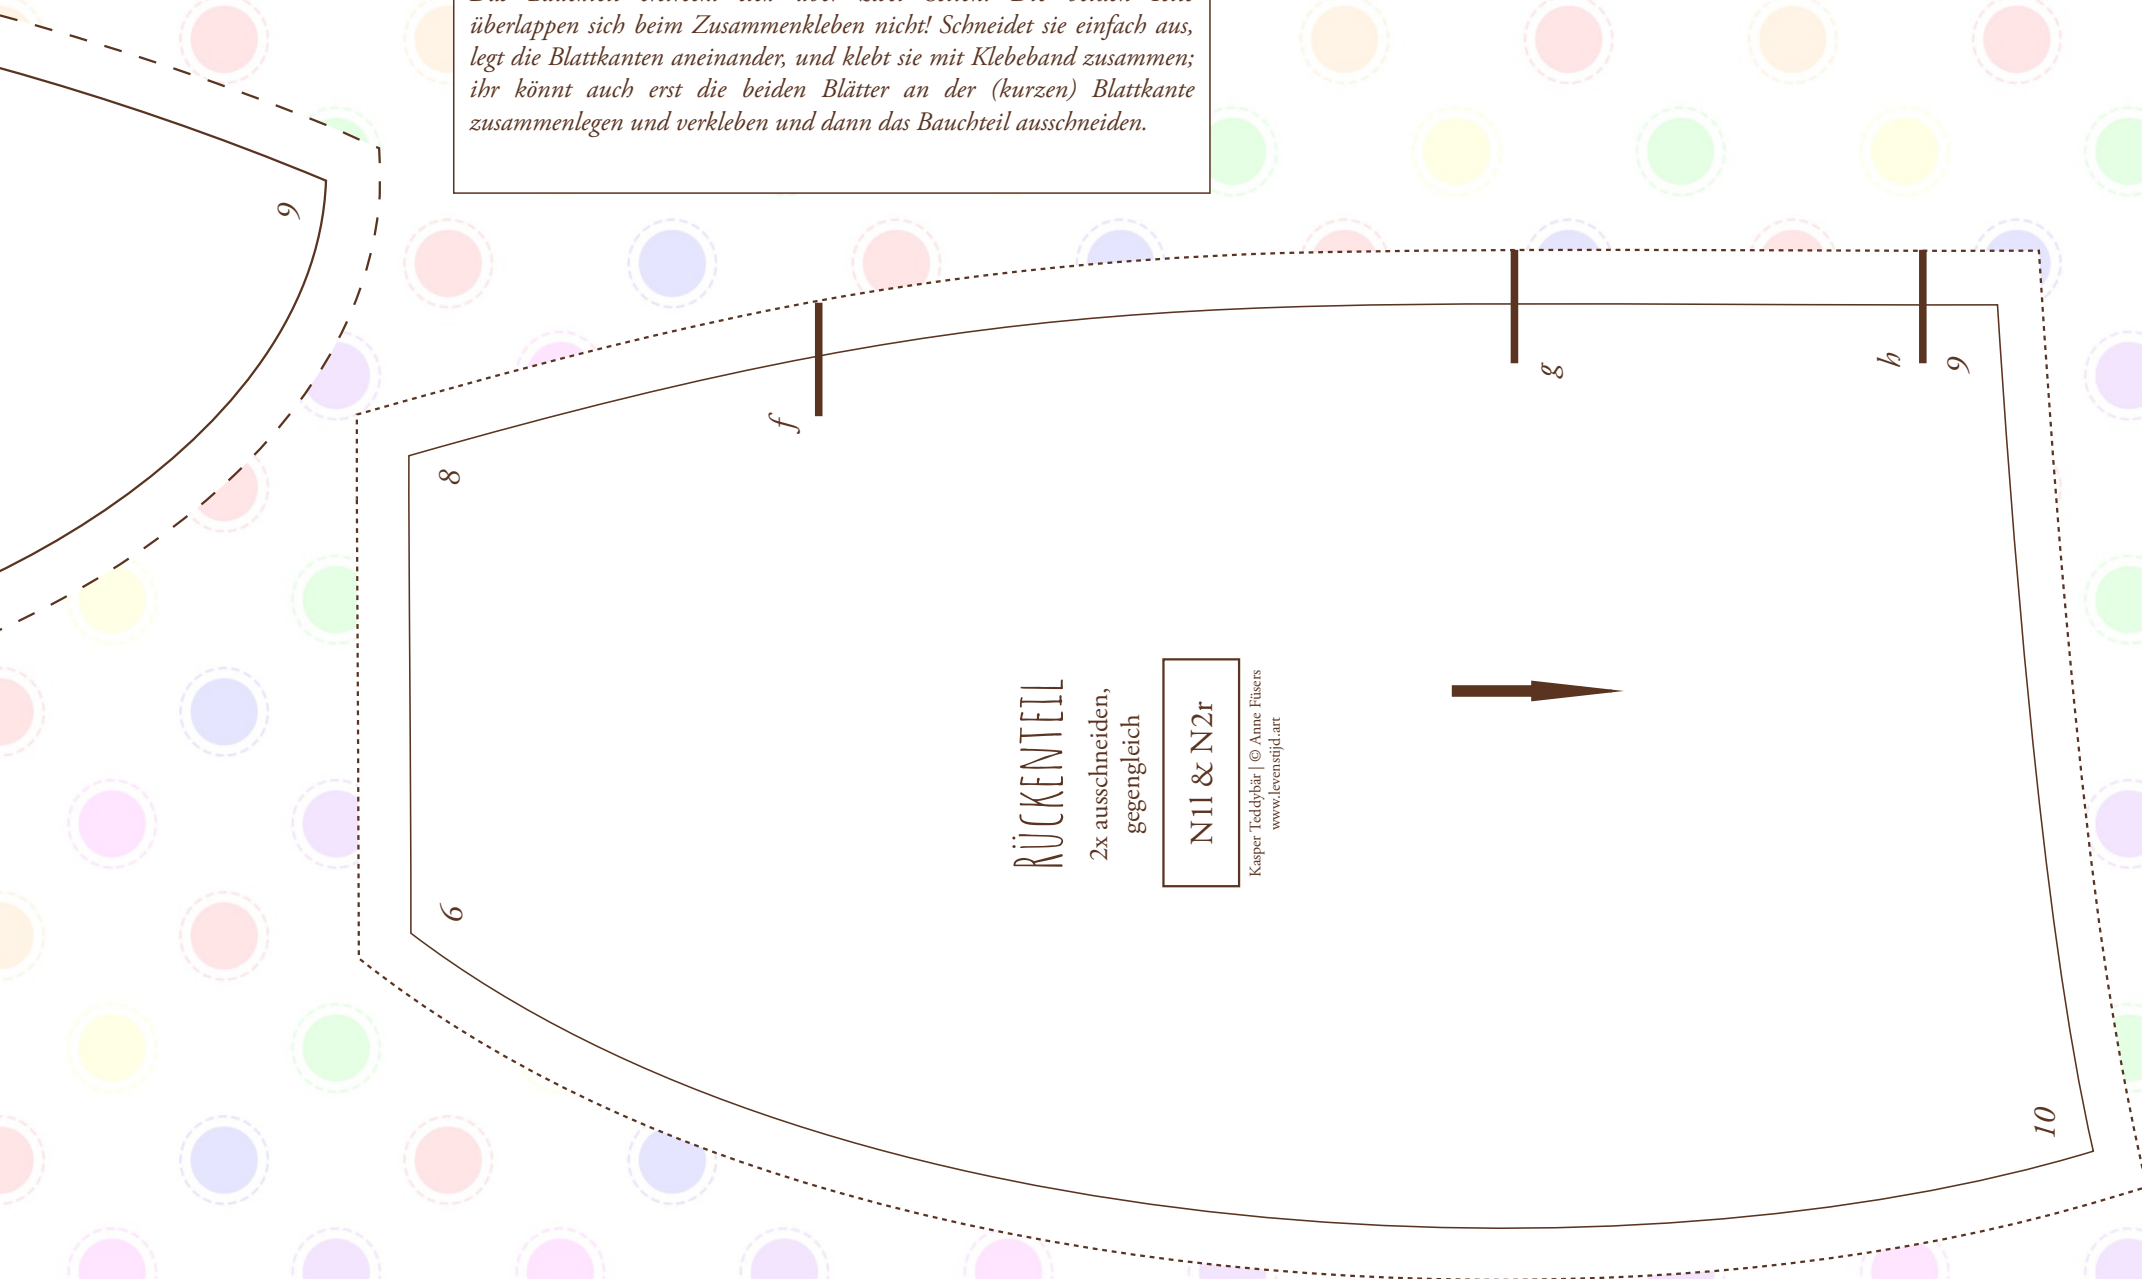 überlappen sich beim Zusammenkleben nicht! Schneidet sie einfach aus,
legt die Blattkanten aneinander, und klebt sie mit Klebeband zusammen;
ihr könnt auch erst die beiden Blätter an der (kurzen) Blattkante
zusammenlegen und verkleben und dann das Bauchteil ausschneiden.
9
f
g
h
9
8
6
10
RÜCKENTEIL
2x ausschneiden,
gegengleich
N1l & N2r
Kasper Teddybär | © Anne Füsers
www.levenstijd.art